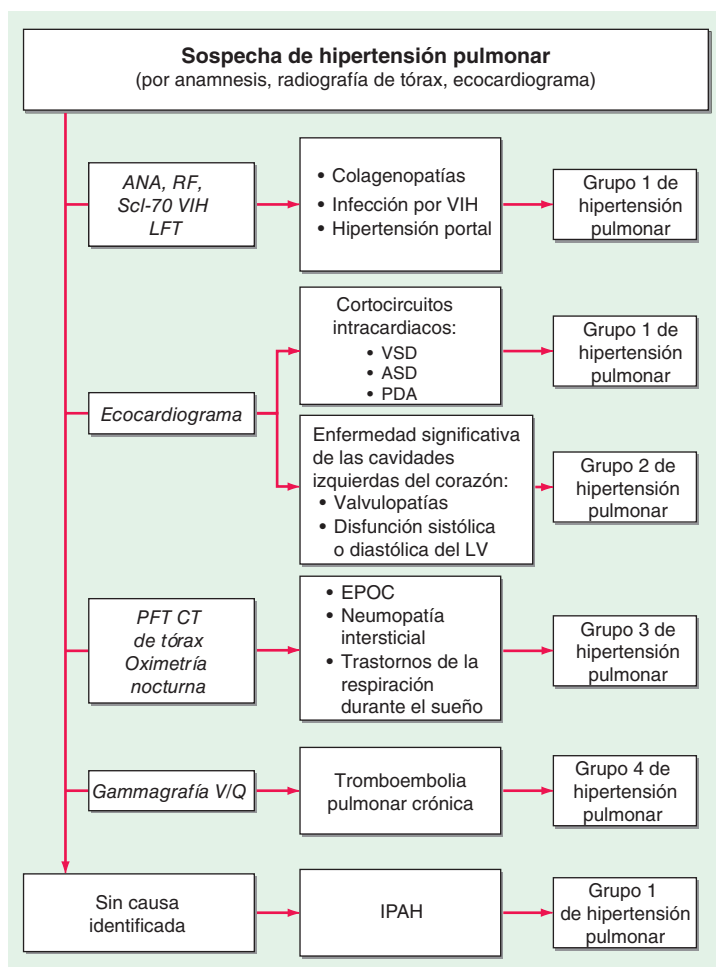 Sospecha de hipertensión pulmonar
(por anamnesis, radiografía de tórax, ecocardiograma)
ANA, RF,
Scl-70 VIH
LFT
• Colagenopatías
• Infección por VIH
• Hipertensión portal
Grupo 1 de
hipertensión
pulmonar
Ecocardiograma
Cortocircuitos
intracardiacos:
• VSD
• ASD
• PDA
Grupo 1 de
hipertensión
pulmonar
Enfermedad significativa
de las cavidades
izquierdas del corazón:
• Valvulopatías
• Disfunción sistólica
o diastólica del LV
Grupo 2 de
hipertensión
pulmonar
PFT CT
de tórax
Oximetría
nocturna
• EPOC
• Neumopatía
intersticial
• Trastornos de la
respiración
durante el sueño
Grupo 3 de
hipertensión
pulmonar
Gammagrafía V/Q
Tromboembolia
pulmonar crónica
Grupo 4 de
hipertensión
pulmonar
Sin causa
identificada
IPAH
Grupo 1
de hipertensión
pulmonar